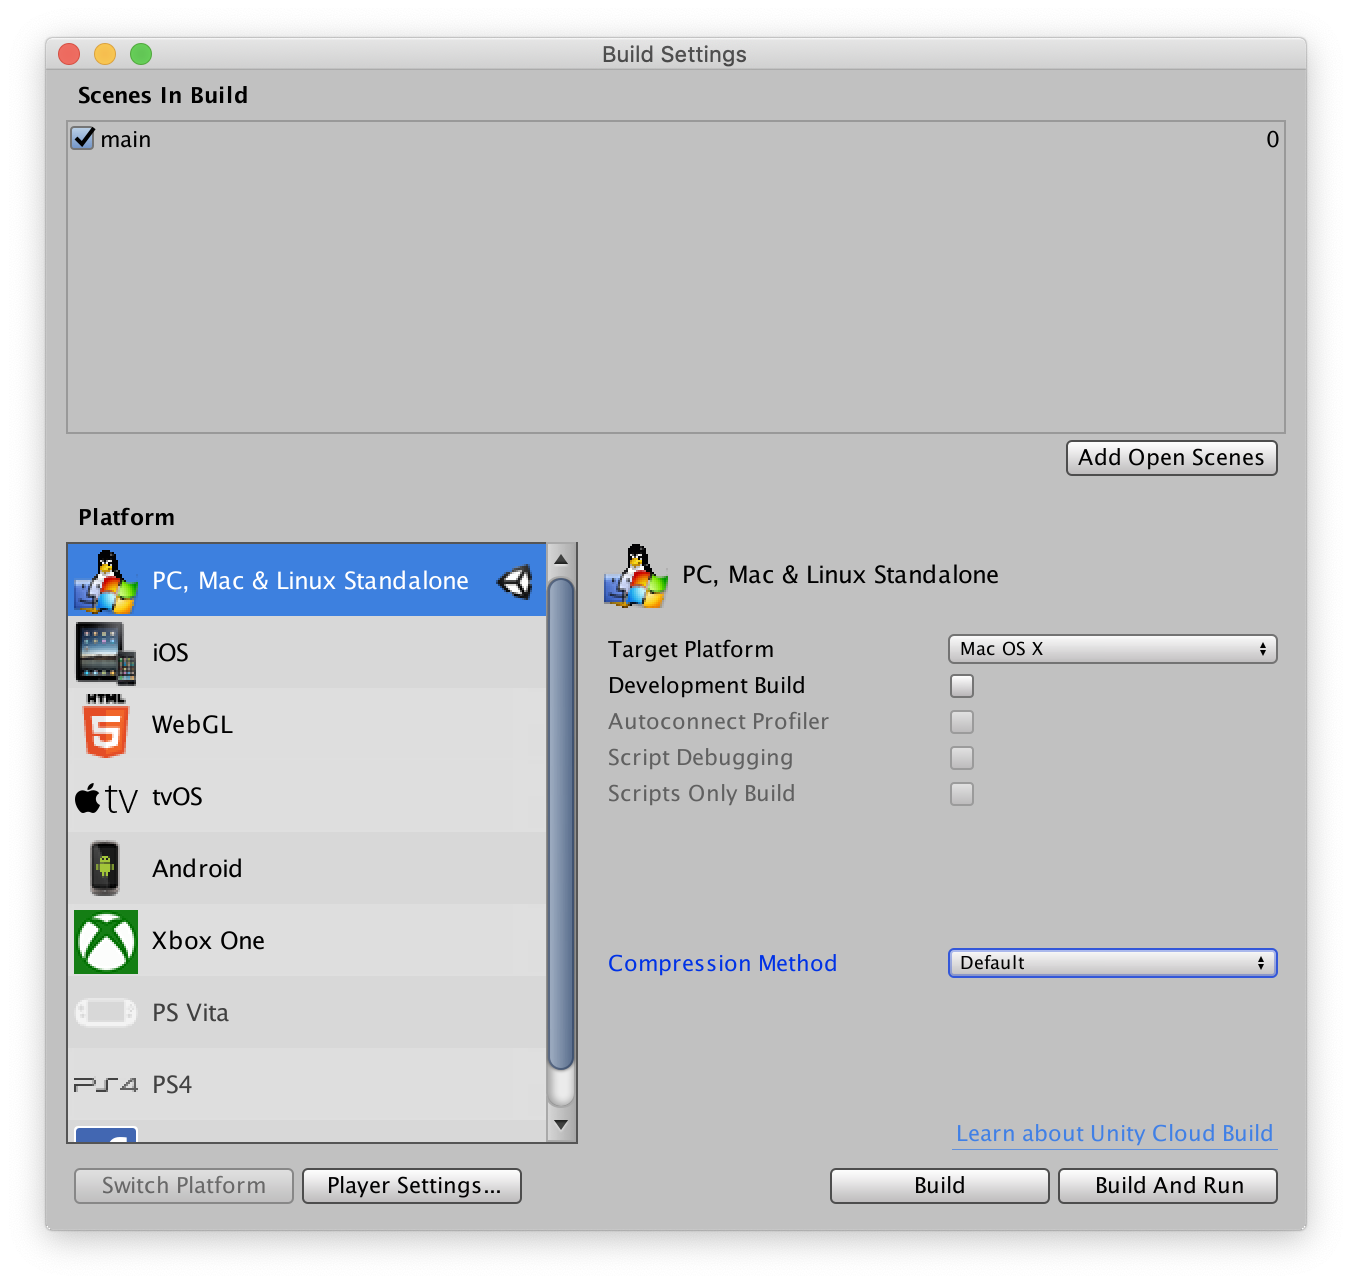 Build Settings
Scenes In Build
main 0
Add Open Scenes
Platform
PC, Mac & Linux Standalone
iOS
HTML
5
WebGL
tv
tvOS
Android
Xbox One
PS Vita
PS4
PS4
PC, Mac & Linux Standalone
Target Platform Mac OS X
Development Build
Autoconnect Profiler
Script Debugging
Scripts Only Build
Compression Method Default
Learn about Unity Cloud Build
Switch Platform
Player Settings...
Build
Build And Run